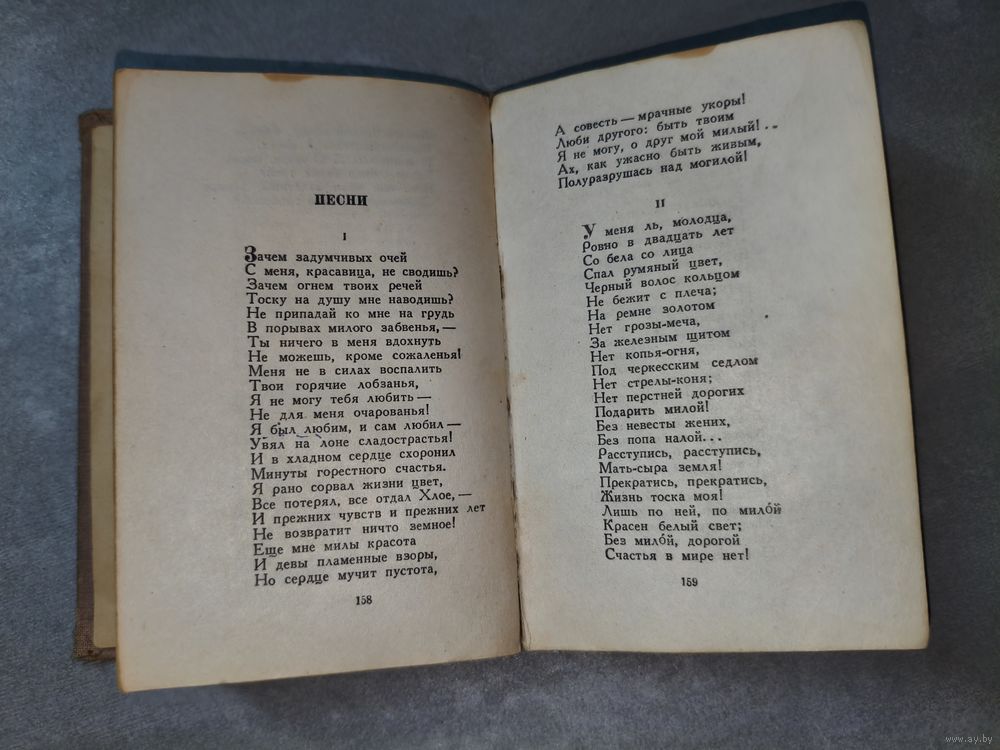 ПЕСНИ
I
Зачем задумчивых очей
С меня, красавица, не сводишь?
Зачем огнем твоих речей
Тоску на душу мне наводишь?
Не припадай ко мне на грудь
В порывах милого забвенья,—
Ты ничего в меня вдохнуть
Не можешь, кроме сожаленья!
Меня не в силах воспалить
Твои горячие лобзанья,
Я не могу тебя любить—
Не для меня очарованья!
Я был любим, и сам любил—
Увял на лоне сладострастья!
И в хладном сердце схоронил
Минуты горестного счастья.
Я рано сорвал жизни цвет,
Все потерял, все отдал Хлое,—
И прежних чувств и прежних лет
Не возвратит ничто земное!
Еще мне милы красота
И девы пламенные взоры,
Но сердце мучит пустота,
158
А совесть — мрачные укоры!
Люби другого: быть твоим
Я не могу, о друг мой милый!..
Ах, как ужасно быть живым,
Полуразрушась над могилой!
II
У меня ль, молодца,
Ровно в двадцать лет
Со бела со лица
Спал румяный цвет,
Черный волос кольцом
Не бежит с плеча;
На ремне золотом
Нет грозы-меча,
За железным щитом
Нет копья-огня,
Под черкесским седлом
Нет стрелы-коня;
Нет перстней дорогих
Подарить милой!
Без невесты жених,
Без попа налой...
Расступись, расступись,
Мать-сыра земля!
Прекратись, прекратись,
Жизнь тоска моя!
Лишь по ней, по мило́й
Красен белый свет;
Без мило́й, дорогой
Счастья в мире нет!
159
www.ay.by